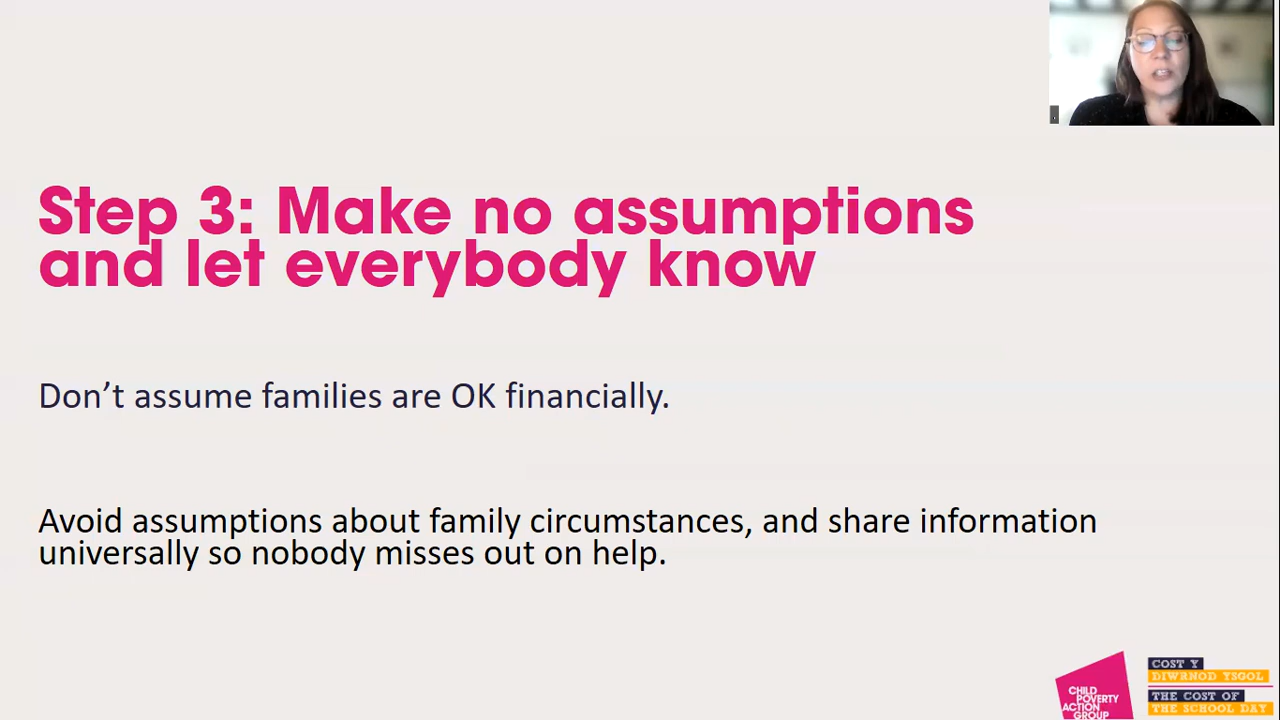 Step 3: Make no assumptions
and let everybody know
Don’t assume families are OK financially.
Avoid assumptions about family circumstances, and share information
universally so nobody misses out on help.
CHILD
POVERTY
ACTION
GROUP
COST Y
DIWRNOD YSGOL
THE COST OF
THE SCHOOL DAY